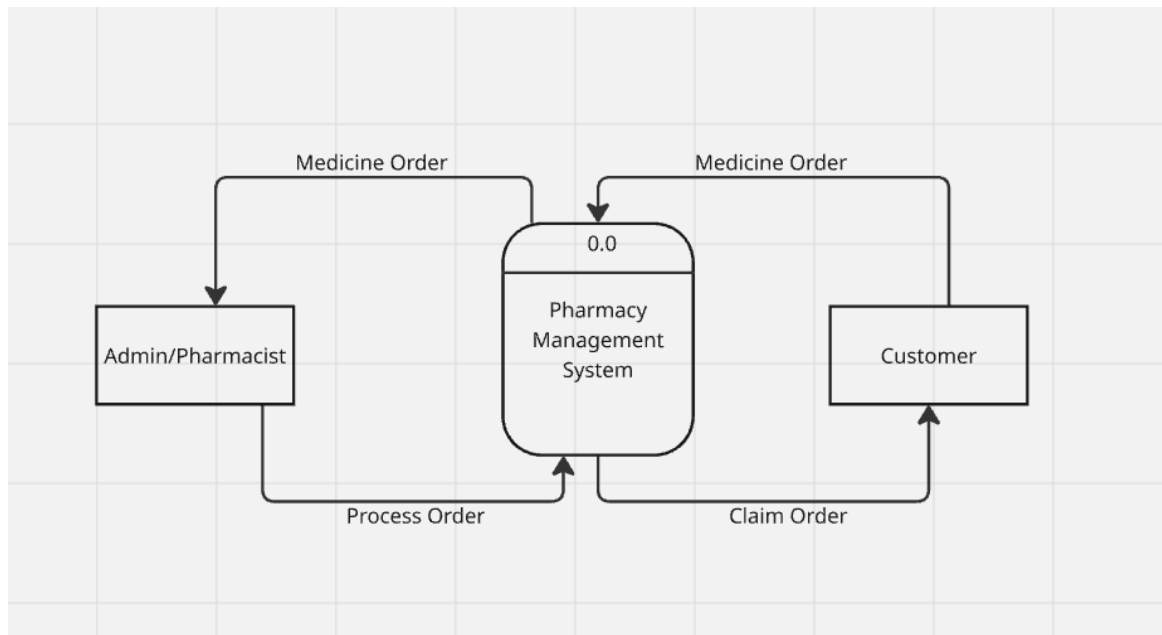 Medicine Order
Medicine Order
0.0
Pharmacy
Management
System
Admin/Pharmacist
Customer
Process Order
Claim Order